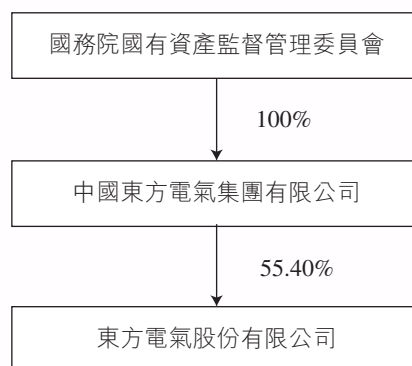 國務院國有資產監督管理委員會
100%
中國東方電氣集團有限公司
55.40%
東方電氣股份有限公司